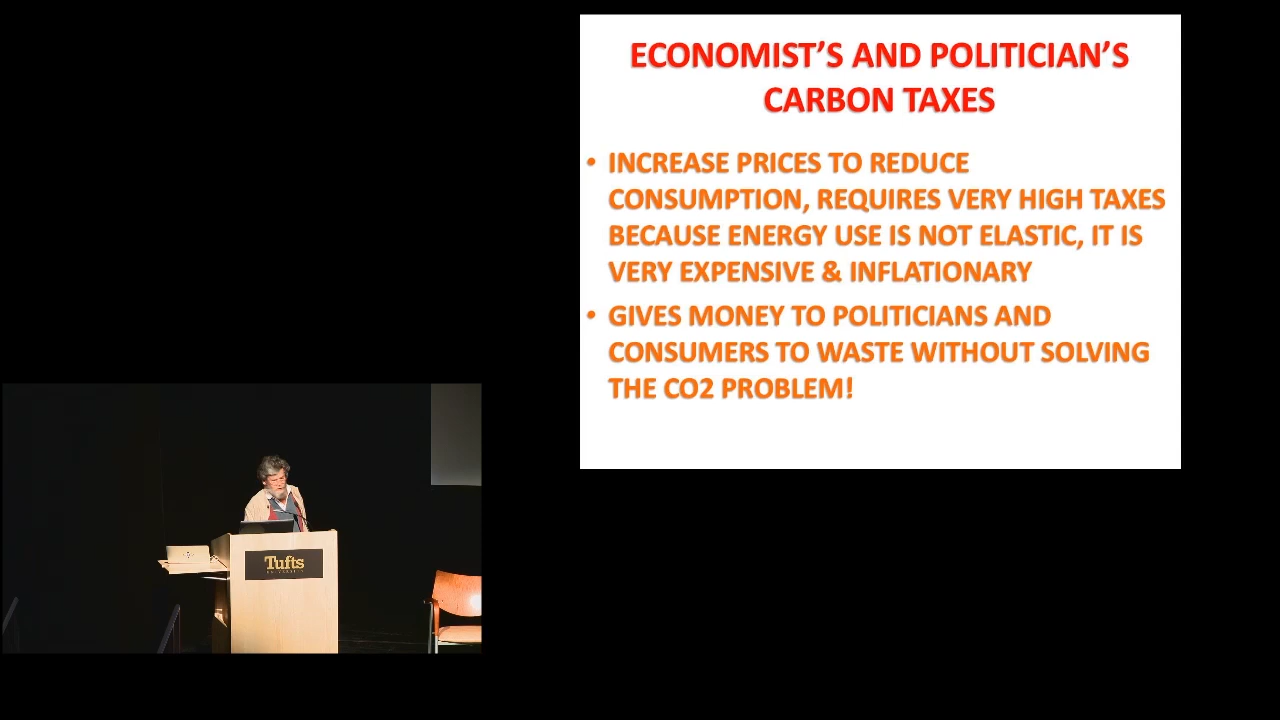 ECONOMIST’S AND POLITICIAN’S
CARBON TAXES
• INCREASE PRICES TO REDUCE
CONSUMPTION, REQUIRES VERY HIGH TAXES
BECAUSE ENERGY USE IS NOT ELASTIC, IT IS
VERY EXPENSIVE & INFLATIONARY
• GIVES MONEY TO POLITICIANS AND
CONSUMERS TO WASTE WITHOUT SOLVING
THE CO2 PROBLEM!
Tufts
UNIVERSITY